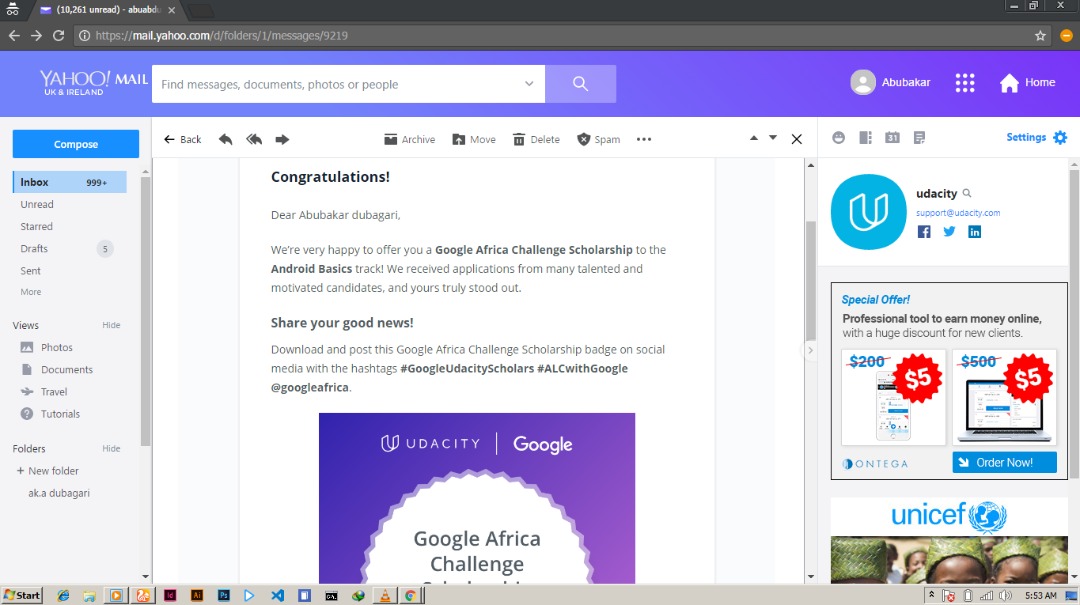 (10,261 unread) - abuabdu
https://mail.yahoo.com/d/folders/1/messages/9219
YAHOO! MAIL
UK & IRELAND
Find messages, documents, photos or people
Abubakar
Home
Compose
Back
Archive
Move
Delete
Spam
Settings
Inbox 999+
Unread
Starred
Drafts 5
Sent
More
Views Hide
Photos
Documents
Travel
Tutorials
Folders Hide
+ New folder
ak.a dubagari
Congratulations!
Dear Abubakar dubagari,
We're very happy to offer you a Google Africa Challenge Scholarship to the
Android Basics track! We received applications from many talented and
motivated candidates, and yours truly stood out.
Share your good news!
Download and post this Google Africa Challenge Scholarship badge on social
media with the hashtags #GoogleUdacityScholars #ALCwithGoogle
@googleafrica.
UDACITY | Google
Google Africa
Challenge
udacity
support@udacity.com
Special Offer!
Professional tool to earn money online,
with a huge discount for new clients.
$200 $5
$500 $5
ONTEGA
Order Now!
unicef
Start
5:53 AM